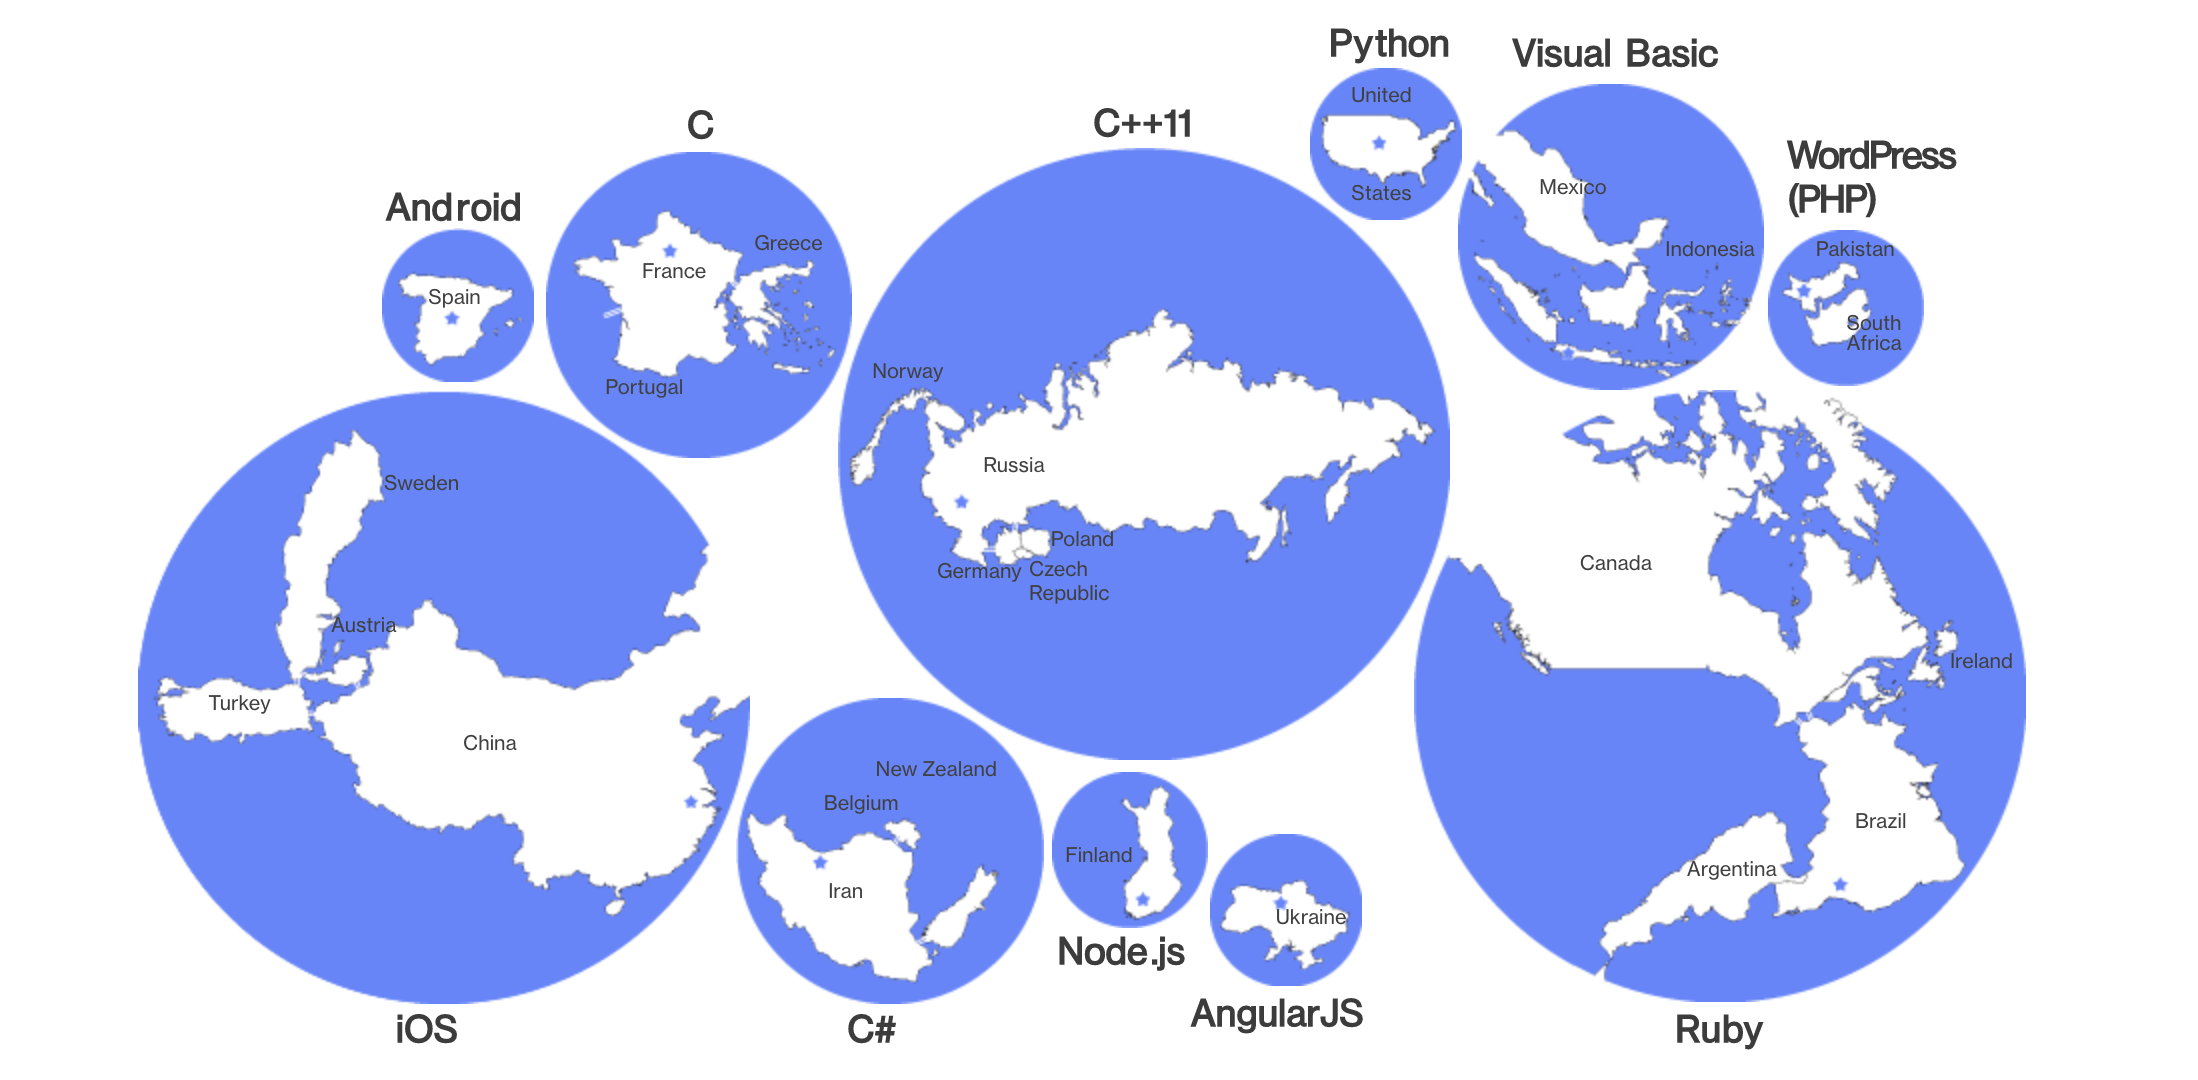 Python
Visual Basic
United
States
C
C++11
WordPress
(PHP)
Mexico
Indonesia
Pakistan
South
Africa
Android
Spain
Greece
France
Portugal
Norway
Russia
Poland
Germany
Czech
Republic
Sweden
Austria
Turkey
China
Canada
Ireland
Brazil
Argentina
New Zealand
Belgium
Iran
Finland
Ukraine
Node.js
AngularJS
iOS
C#
Ruby